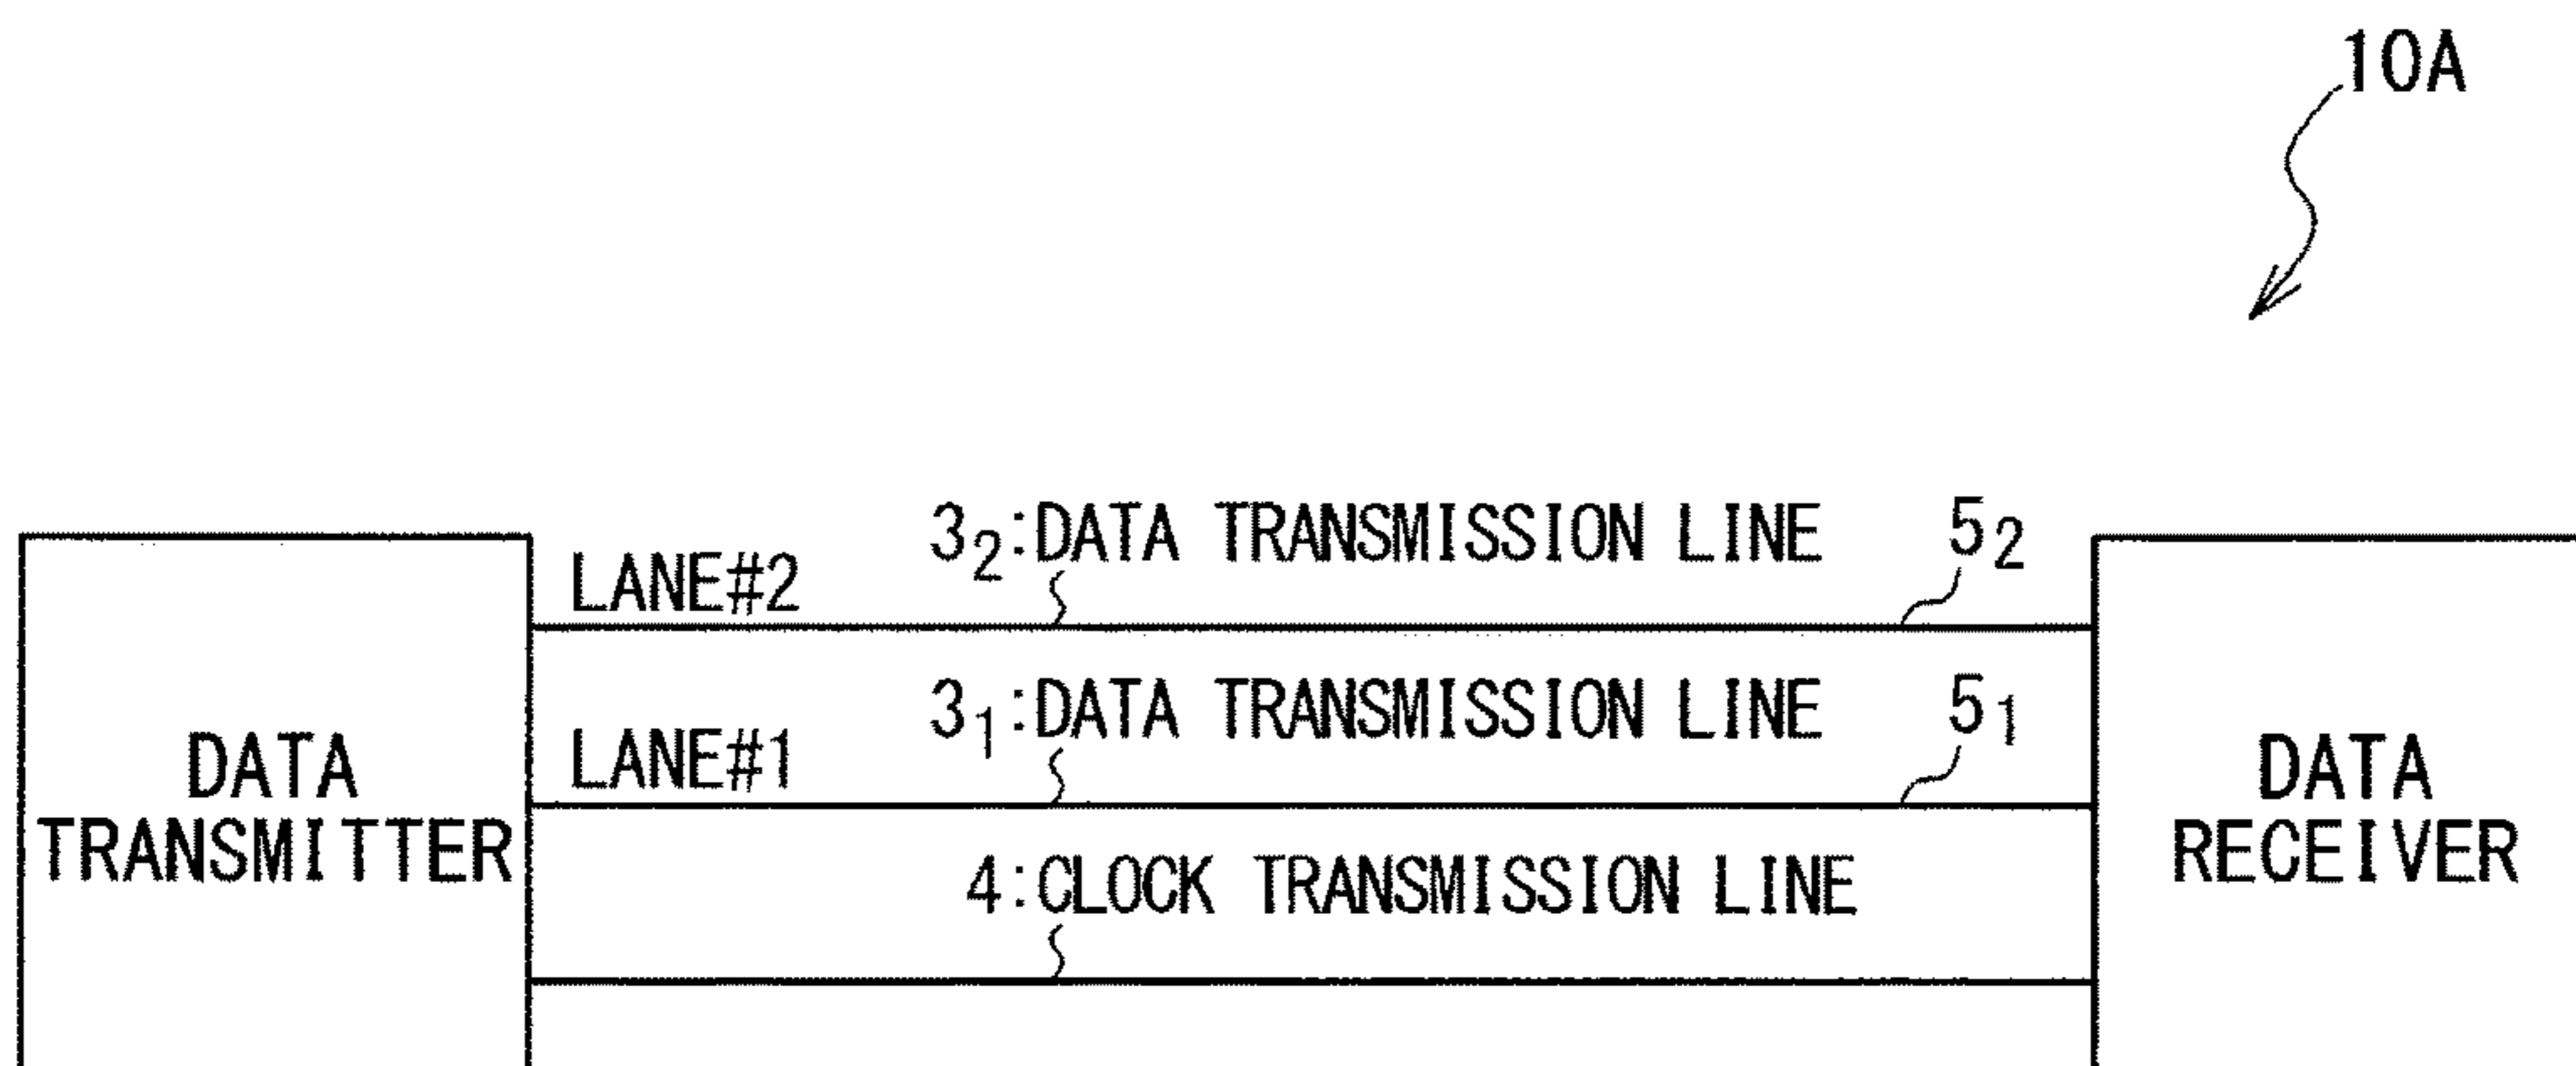 10A
3₂:DATA TRANSMISSION LINE
5₂
LANE#2
3₁:DATA TRANSMISSION LINE
5₁
LANE#1
DATA
TRANSMITTER
4:CLOCK TRANSMISSION LINE
DATA
RECEIVER